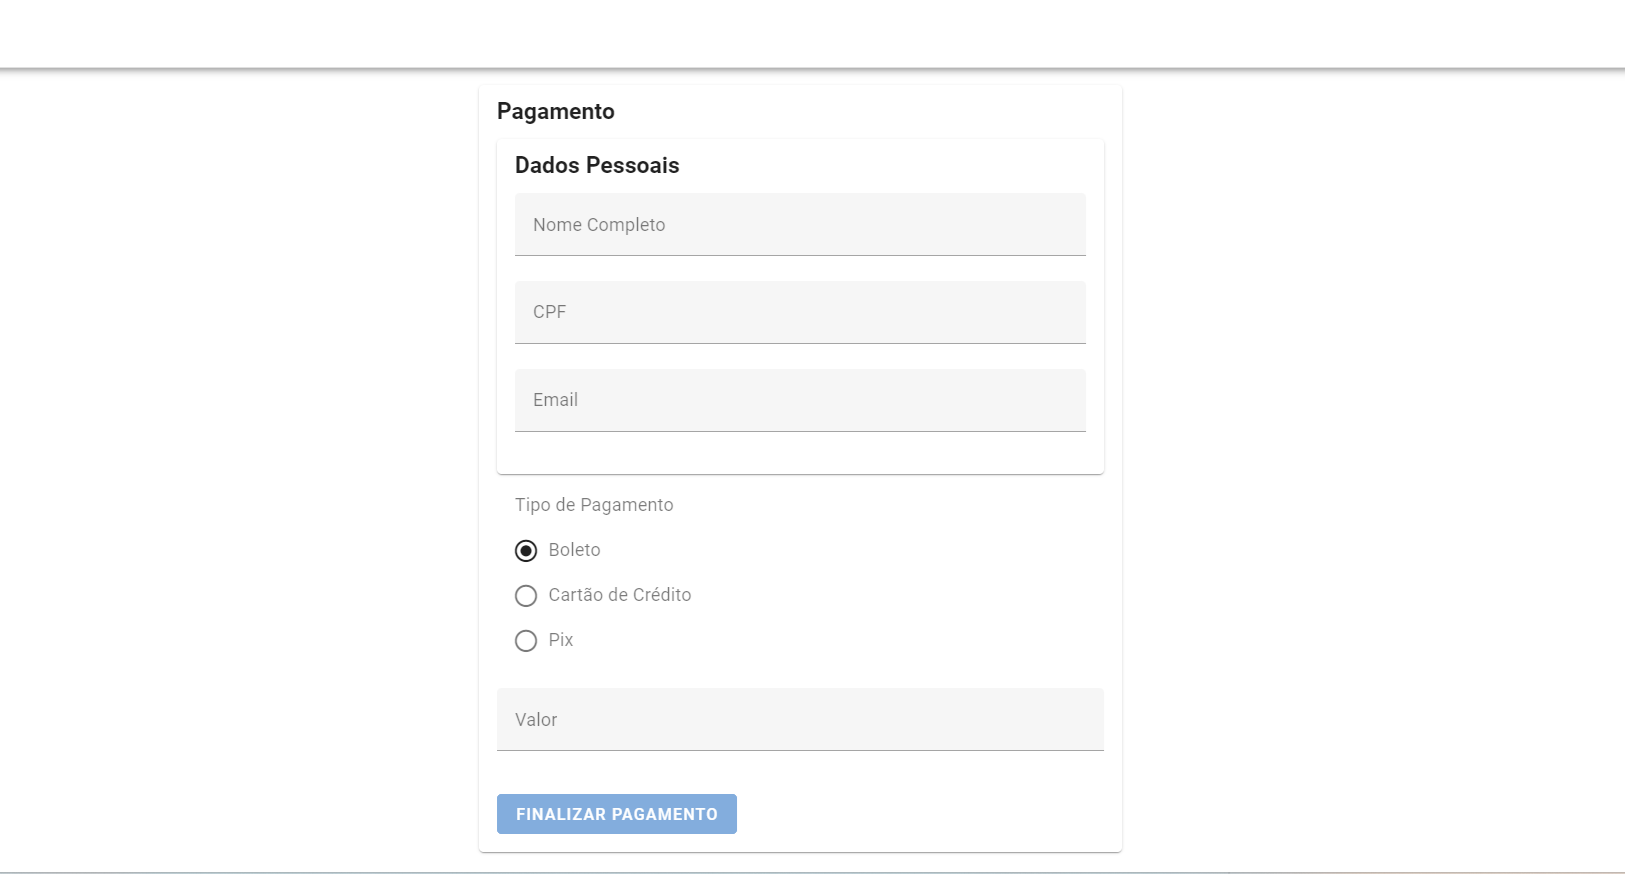 Pagamento
Dados Pessoais
Nome Completo
CPF
Email
Tipo de Pagamento
Boleto
Cartão de Crédito
Pix
Valor
FINALIZAR PAGAMENTO